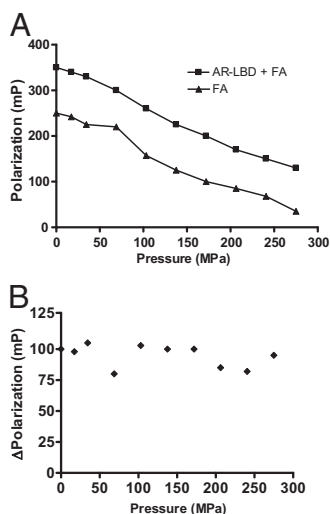 A
400
300
200
100
0
Polarization (mP)
AR-LBD + FA
FA
0 50 100 150 200 250 300
Pressure (MPa)
B
125
100
75
50
25
0
ΔPolarization (mP)
0 50 100 150 200 250 300
Pressure (MPa)